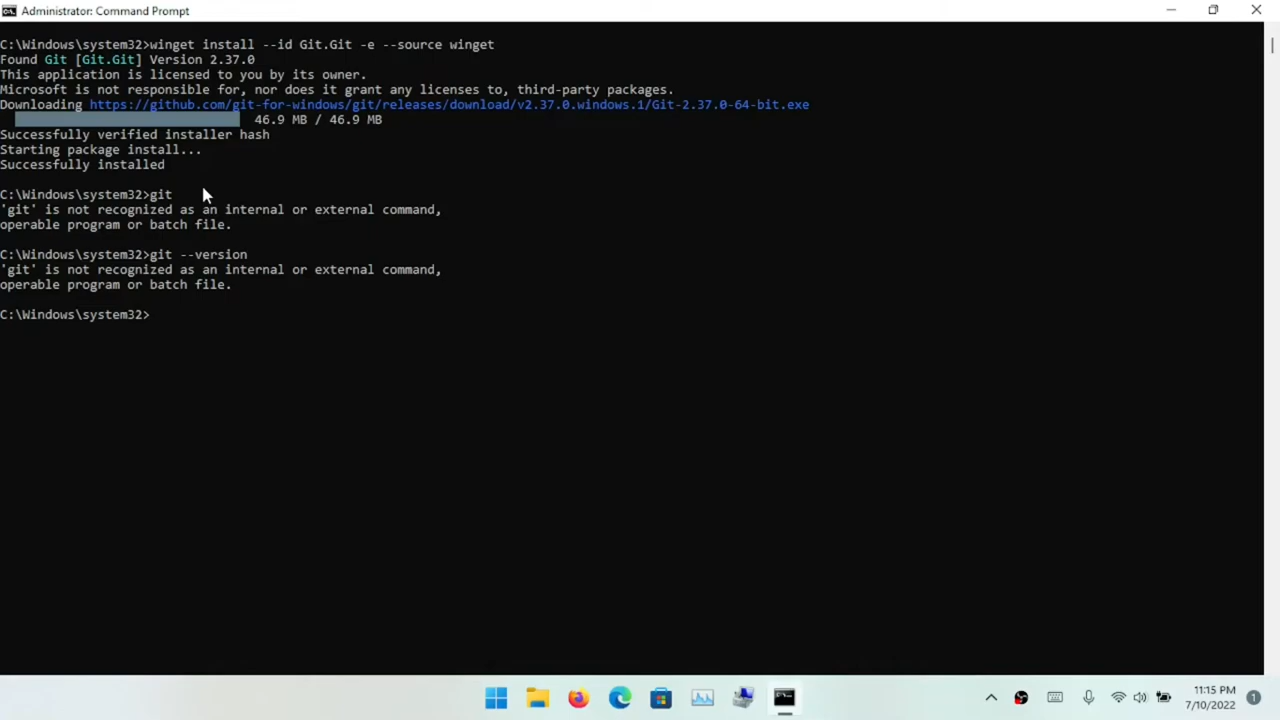 Administrator: Command Prompt
C:\Windows\system32>winget install --id Git.Git -e --source winget
Found Git [Git.Git] Version 2.37.0
This application is licensed to you by its owner.
Microsoft is not responsible for, nor does it grant any licenses to, third-party packages.
Downloading https://github.com/git-for-windows/git/releases/download/v2.37.0.windows.1/Git-2.37.0-64-bit.exe
46.9 MB / 46.9 MB
Successfully verified installer hash
Starting package install...
Successfully installed
C:\Windows\system32>git
'git' is not recognized as an internal or external command,
operable program or batch file.
C:\Windows\system32>git --version
'git' is not recognized as an internal or external command,
operable program or batch file.
C:\Windows\system32>
11:15 PM
7/10/2022
1